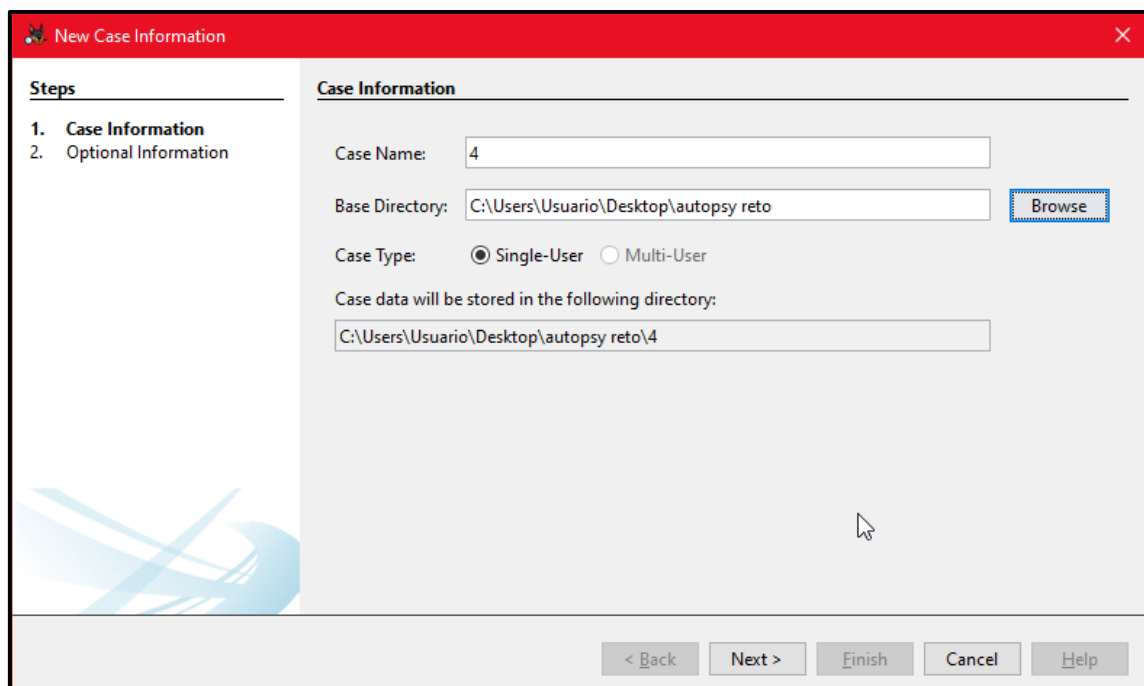 New Case Information
Steps
1. Case Information
2. Optional Information
Case Information
Case Name: 4
Base Directory: C:\Users\Usuario\Desktop\autopsy reto Browse
Case Type: Single-User Multi-User
Case data will be stored in the following directory:
C:\Users\Usuario\Desktop\autopsy reto\4
< Back Next > Finish Cancel Help